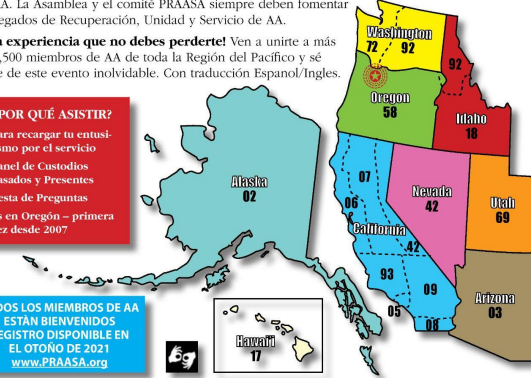 AA. La Asamblea y el comité PRAASA siempre deben fomentar
legados de Recuperación, Unidad y Servicio de AA.
experiencia que no debes perderte! Ven a unirte a más
,500 miembros de AA de toda la Región del Pacífico y sé
de este evento inolvidable. Con traducción Espanol/Ingles.
POR QUÉ ASISTIR?
ara recargar tu entusi-
smo por el servicio
anel de Custodios
asados y Presentes
esta de Preguntas
s en Oregón – primera
ez desde 2007
DOS LOS MIEMBROS DE AA
ESTÀN BIENVENIDOS
EGISTRO DISPONIBLE EN
EL OTOÑO DE 2021
www.PRAASA.org
Washington
72 92
92
Oregon
58
Idaho
18
Alaska
02
07
06
California
42
Nevada
42
Utah
69
93
09
05
08
Arizona
03
Hawai'i
17